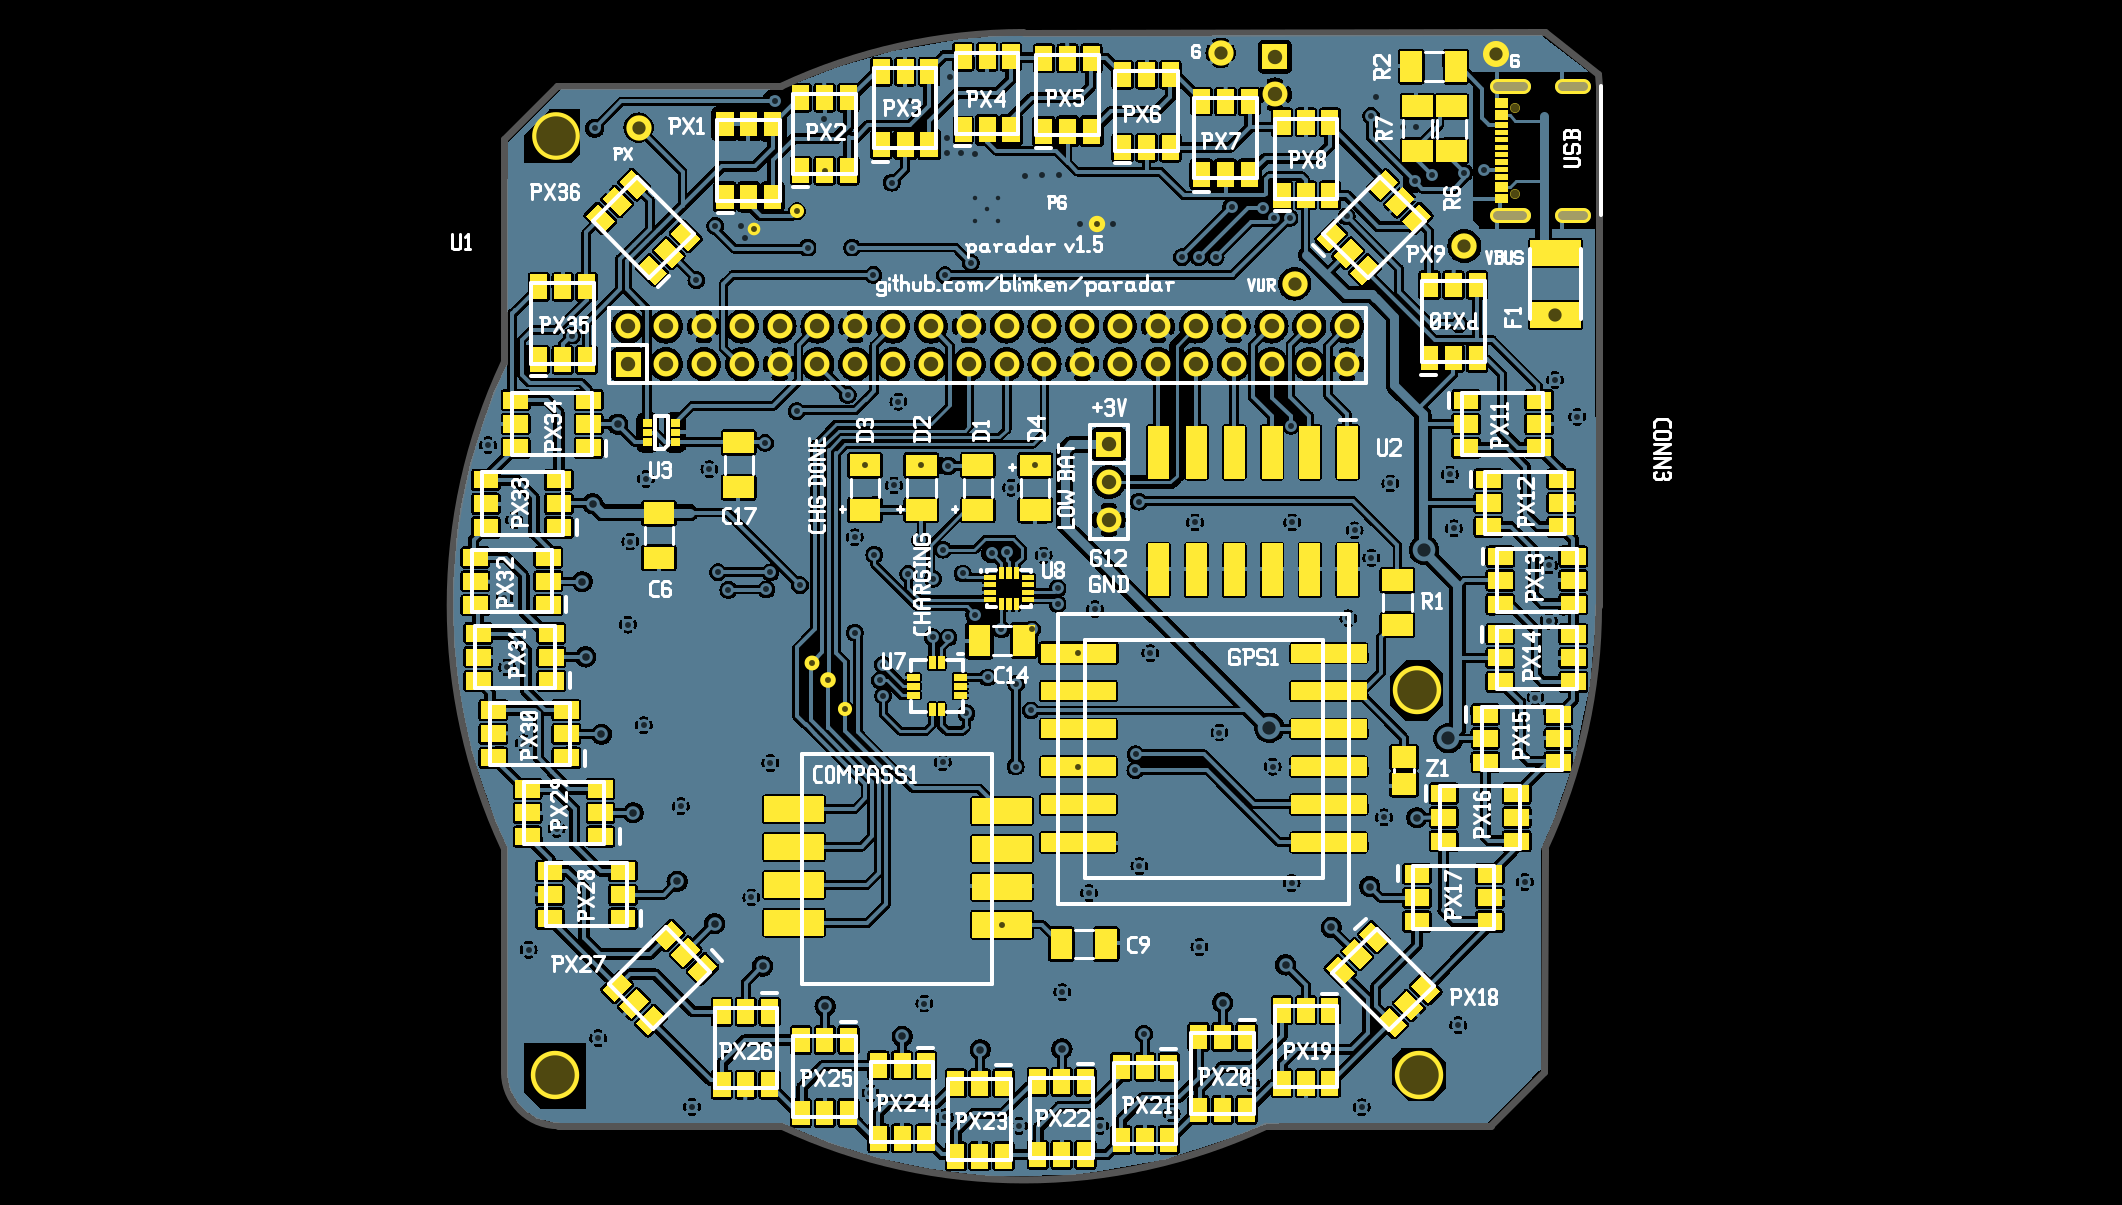 6
6
R2
PX4
PX5
PX3
PX6
PX1
PX2
R7
PX7
USB
PX
PX8
PX36
R6
P6
U1
paradar v1.5
PX9
VBUS
github.com/blinken/paradar
VUR
PX35
PX10
F1
+3V
PX34
D3
D2
D1
D4
PX11
U2
CONN3
U3
CHG DONE
LOW BAT
PX33
C17
PX12
G12
GND
CHARGING
U8
PX32
C6
PX13
R1
PX31
U7
C14
GPS1
PX14
PX30
PX15
COMPASS1
Z1
PX29
PX16
PX28
PX17
C9
PX27
PX18
PX26
PX19
PX25
PX20
PX24
PX21
PX23
PX22